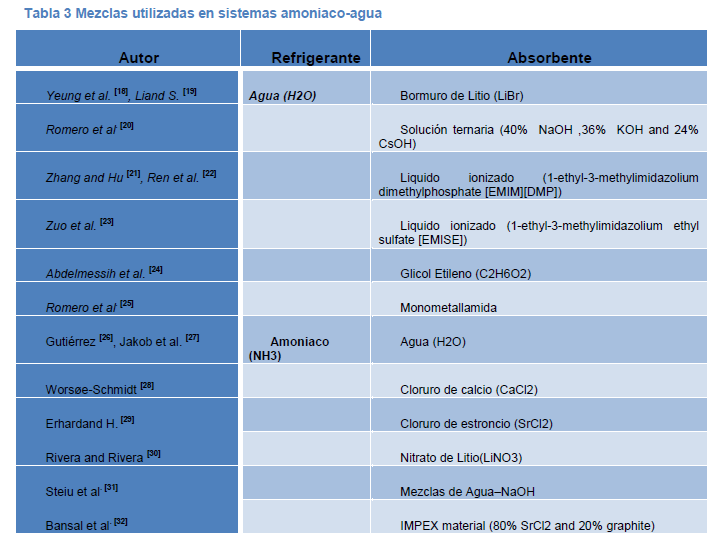 Tabla 3 Mezclas utilizadas en sistemas amoniaco-agua
Autor Refrigerante Absorbente
Yeung et al. [18], Liand S. [19] Agua (H2O) Bormuro de Litio (LiBr)
Romero et al. [20] Solución ternaria (40% NaOH ,36% KOH and 24%
CsOH)
Zhang and Hu [21], Ren et al. [22] Liquido ionizado (1-ethyl-3-methylimidazolium
dimethylphosphate [EMIM][DMP])
Zuo et al. [23] Liquido ionizado (1-ethyl-3-methylimidazolium ethyl
sulfate [EMISE])
Abdelmessih et al. [24] Glicol Etileno (C2H6O2)
Romero et al. [25] Monometallamida
Gutiérrez [26], Jakob et al. [27] Amoniaco
(NH3) Agua (H2O)
Worsøe-Schmidt [28] Cloruro de calcio (CaCl2)
Erhardand H. [29] Cloruro de estroncio (SrCl2)
Rivera and Rivera [30] Nitrato de Litio(LiNO3)
Steiu et al. [31] Mezclas de Agua–NaOH
Bansal et al. [32] IMPEX material (80% SrCl2 and 20% graphite)